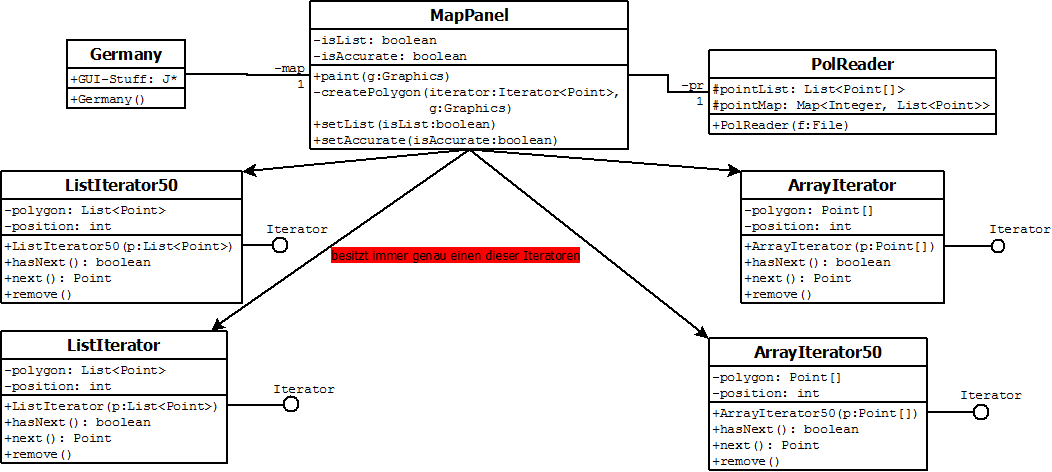 MapPanel
-isList: boolean
-isAccurate: boolean
+paint(g:Graphics)
-createPolygon(iterator:Iterator<Point>,
g:Graphics)
+setList(isList:boolean)
+setAccurate(isAccurate:boolean)
Germany
+GUI-Stuff: J*
+Germany()
-map
1
-pr
1
PolReader
#pointList: List<Point[]>
#pointMap: Map<Integer, List<Point>>
+PolReader(f:File)
ListIterator50
-polygon: List<Point>
-position: int
+ListIterator50(p:List<Point>)
+hasNext(): boolean
+next(): Point
+remove()
Iterator
besitzt immer genau einen dieser Iteratoren
ArrayIterator
-polygon: Point[]
-position: int
+ArrayIterator(p:Point[])
+hasNext(): boolean
+next(): Point
+remove()
Iterator
ListIterator
-polygon: List<Point>
-position: int
+ListIterator(p:List<Point>)
+hasNext(): boolean
+next(): Point
+remove()
Iterator
ArrayIterator50
-polygon: Point[]
-position: int
+ArrayIterator50(p:Point[])
+hasNext(): boolean
+next(): Point
+remove()
Iterator